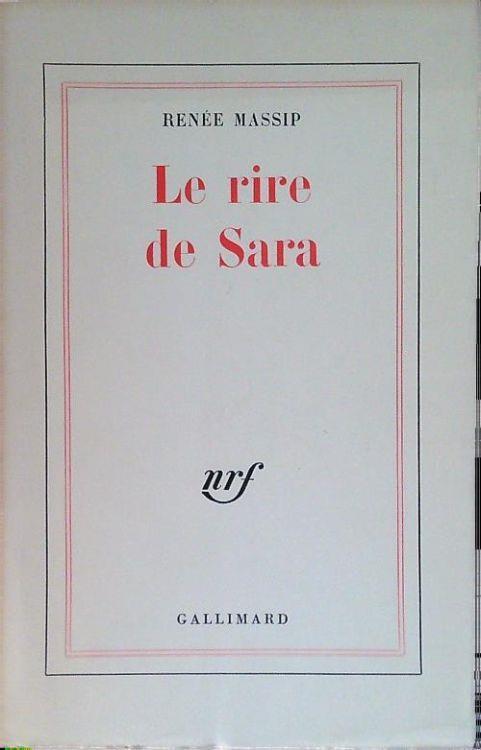 RENÉE MASSIP
Le rire
de Sara
nrf
GALLIMARD